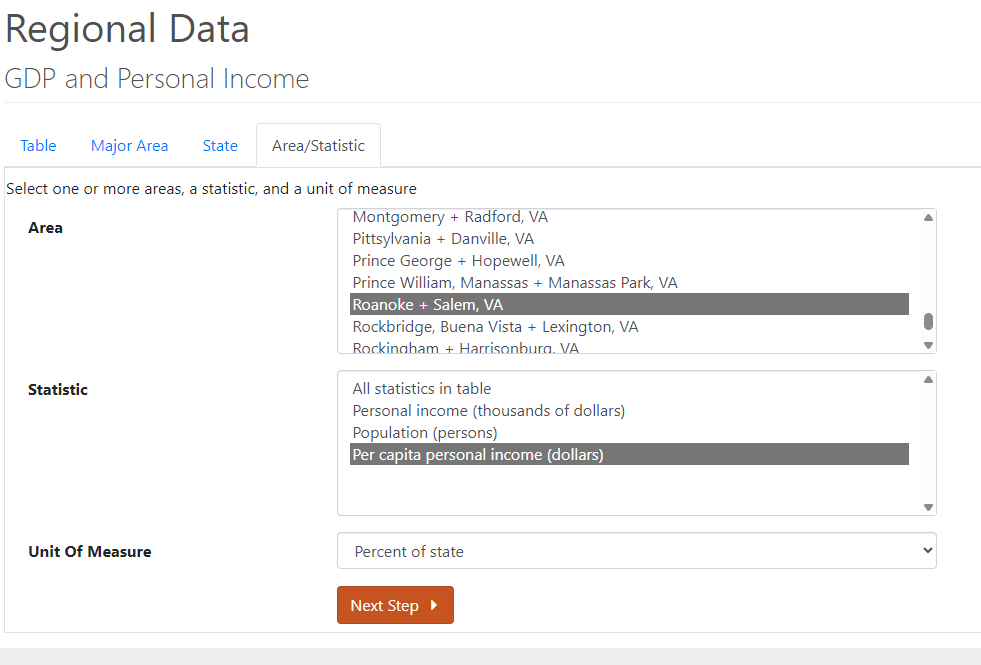 Regional Data
GDP and Personal Income
Table Major Area State Area/Statistic
Select one or more areas, a statistic, and a unit of measure
Area
Montgomery + Radford, VA
Pittsylvania + Danville, VA
Prince George + Hopewell, VA
Prince William, Manassas + Manassas Park, VA
Roanoke + Salem, VA
Rockbridge, Buena Vista + Lexington, VA
Rockingham + Harrisonburg, VA
Statistic
All statistics in table
Personal income (thousands of dollars)
Population (persons)
Per capita personal income (dollars)
Unit Of Measure
Percent of state
Next Step